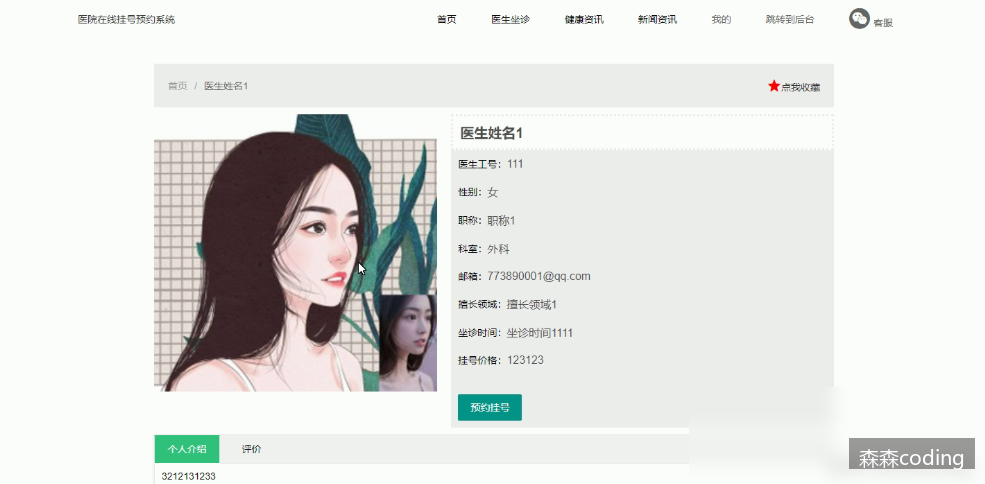 医院在线挂号预约系统 首页 医生坐诊 健康资讯 新闻资讯 我的 跳转到后台 客服
首页 / 医生姓名1 点我收藏
医生姓名1
医生工号：111
性别：女
职称：职称1
科室：外科
邮箱：773890001@qq.com
擅长领域：擅长领域1
坐诊时间：坐诊时间1111
挂号价格：123123
预约挂号
个人介绍 评价
3212131233
森森coding